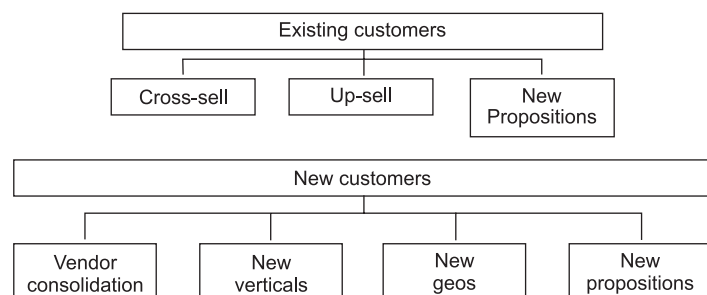 Existing customers
Cross-sell
Up-sell
New
Propositions
New customers
Vendor
consolidation
New
verticals
New
geos
New
propositions